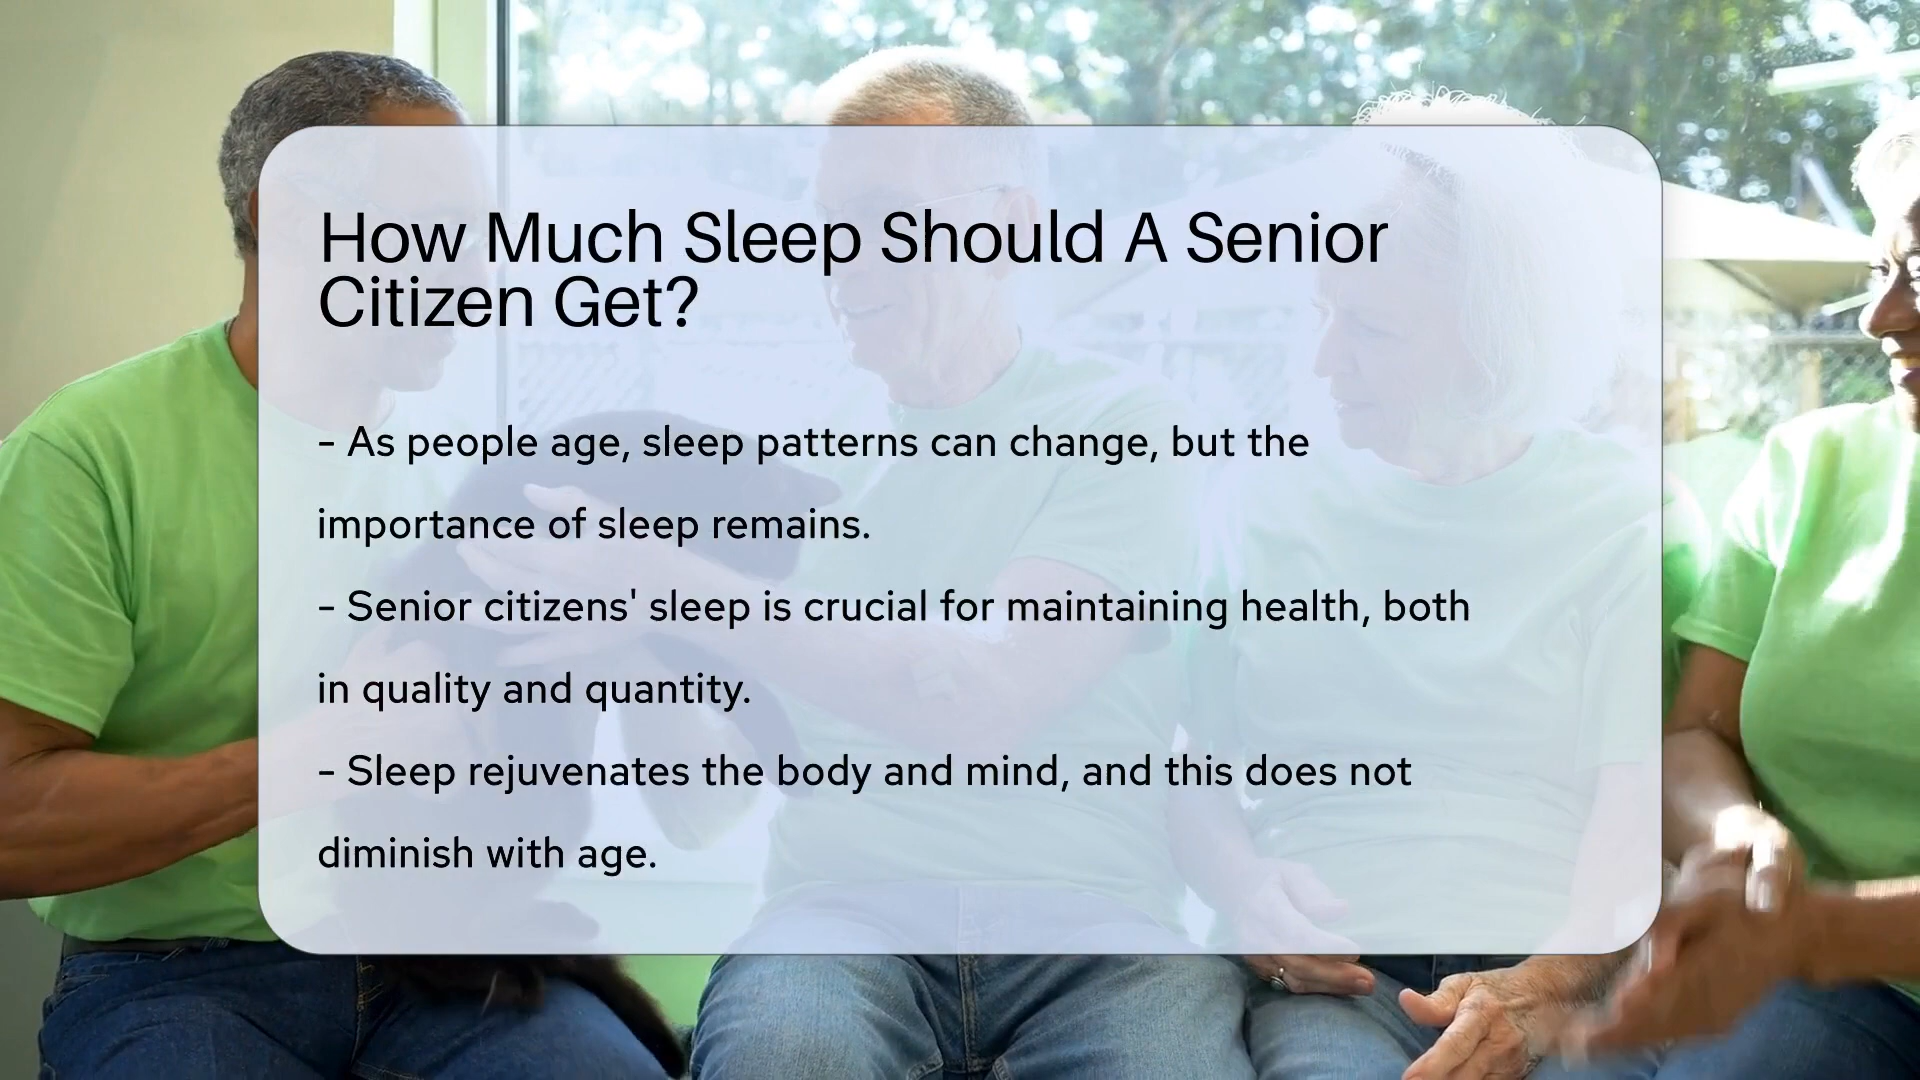 How Much Sleep Should A Senior
Citizen Get?
– As people age, sleep patterns can change, but the
importance of sleep remains.
– Senior citizens' sleep is crucial for maintaining health, both
in quality and quantity.
– Sleep rejuvenates the body and mind, and this does not
diminish with age.